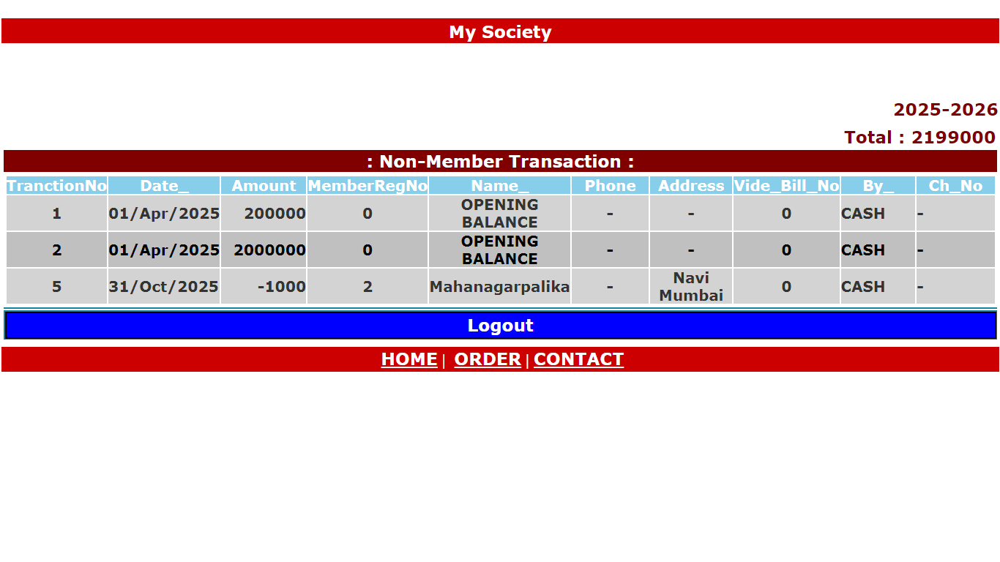 My Society
2025-2026
Total : 2199000
: Non-Member Transaction :
TranctionNo Date_ Amount MemberRegNo Name_ Phone Address Vide_Bill_No By_ Ch_No
1 01/Apr/2025 200000 0 OPENING BALANCE - - 0 CASH -
2 01/Apr/2025 2000000 0 OPENING BALANCE - - 0 CASH -
5 31/Oct/2025 -1000 2 Mahanagarpalika - Navi Mumbai 0 CASH -
Logout
HOME | ORDER | CONTACT